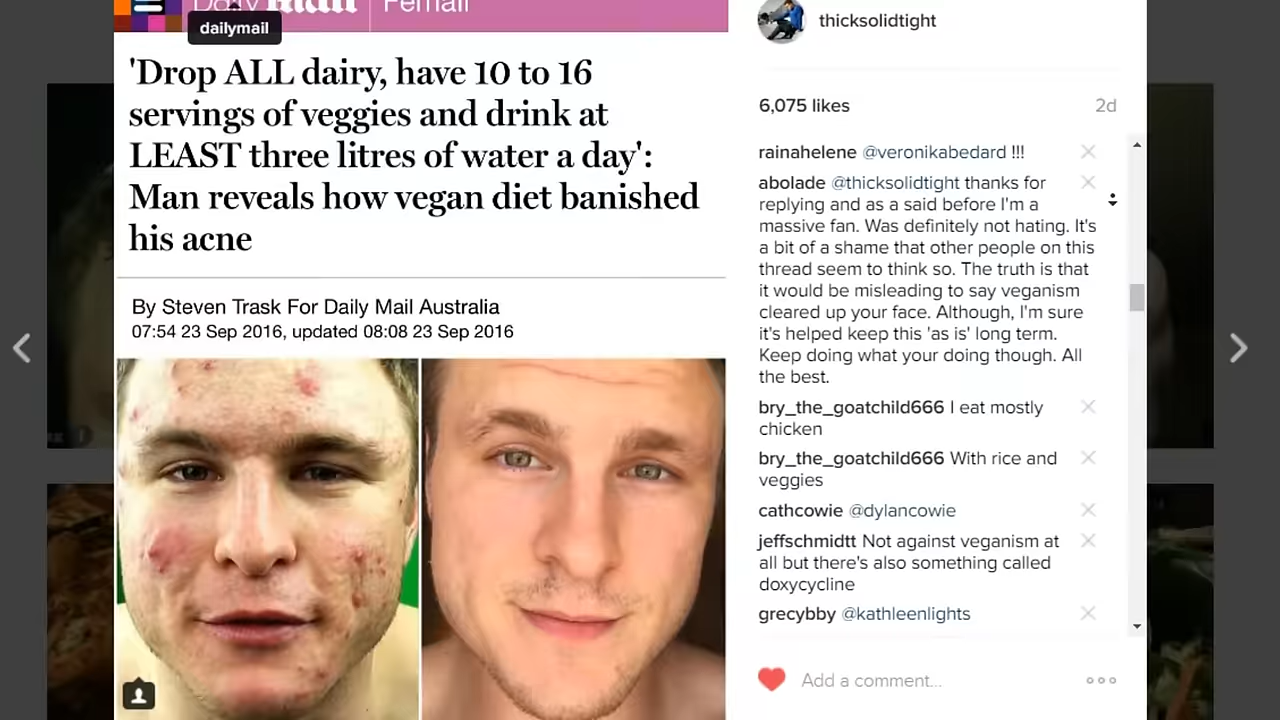 Daily Mail Femail
dailymail
'Drop ALL dairy, have 10 to 16
servings of veggies and drink at
LEAST three litres of water a day':
Man reveals how vegan diet banished
his acne
By Steven Trask For Daily Mail Australia
07:54 23 Sep 2016, updated 08:08 23 Sep 2016
thicksolidtight
6,075 likes 2d
rainahelene @veronikabedard !!!
abolade @thicksolidtight thanks for
replying and as a said before I'm a
massive fan. Was definitely not hating. It's
a bit of a shame that other people on this
thread seem to think so. The truth is that
it would be misleading to say veganism
cleared up your face. Although, I'm sure
it's helped keep this 'as is' long term.
Keep doing what your doing though. All
the best.
bry_the_goatchild666 I eat mostly
chicken
bry_the_goatchild666 With rice and
veggies
cathcowie @dylancowie
jeffschmidtt Not against veganism at
all but there's also something called
doxycycline
grecybby @kathleenlights
Add a comment...